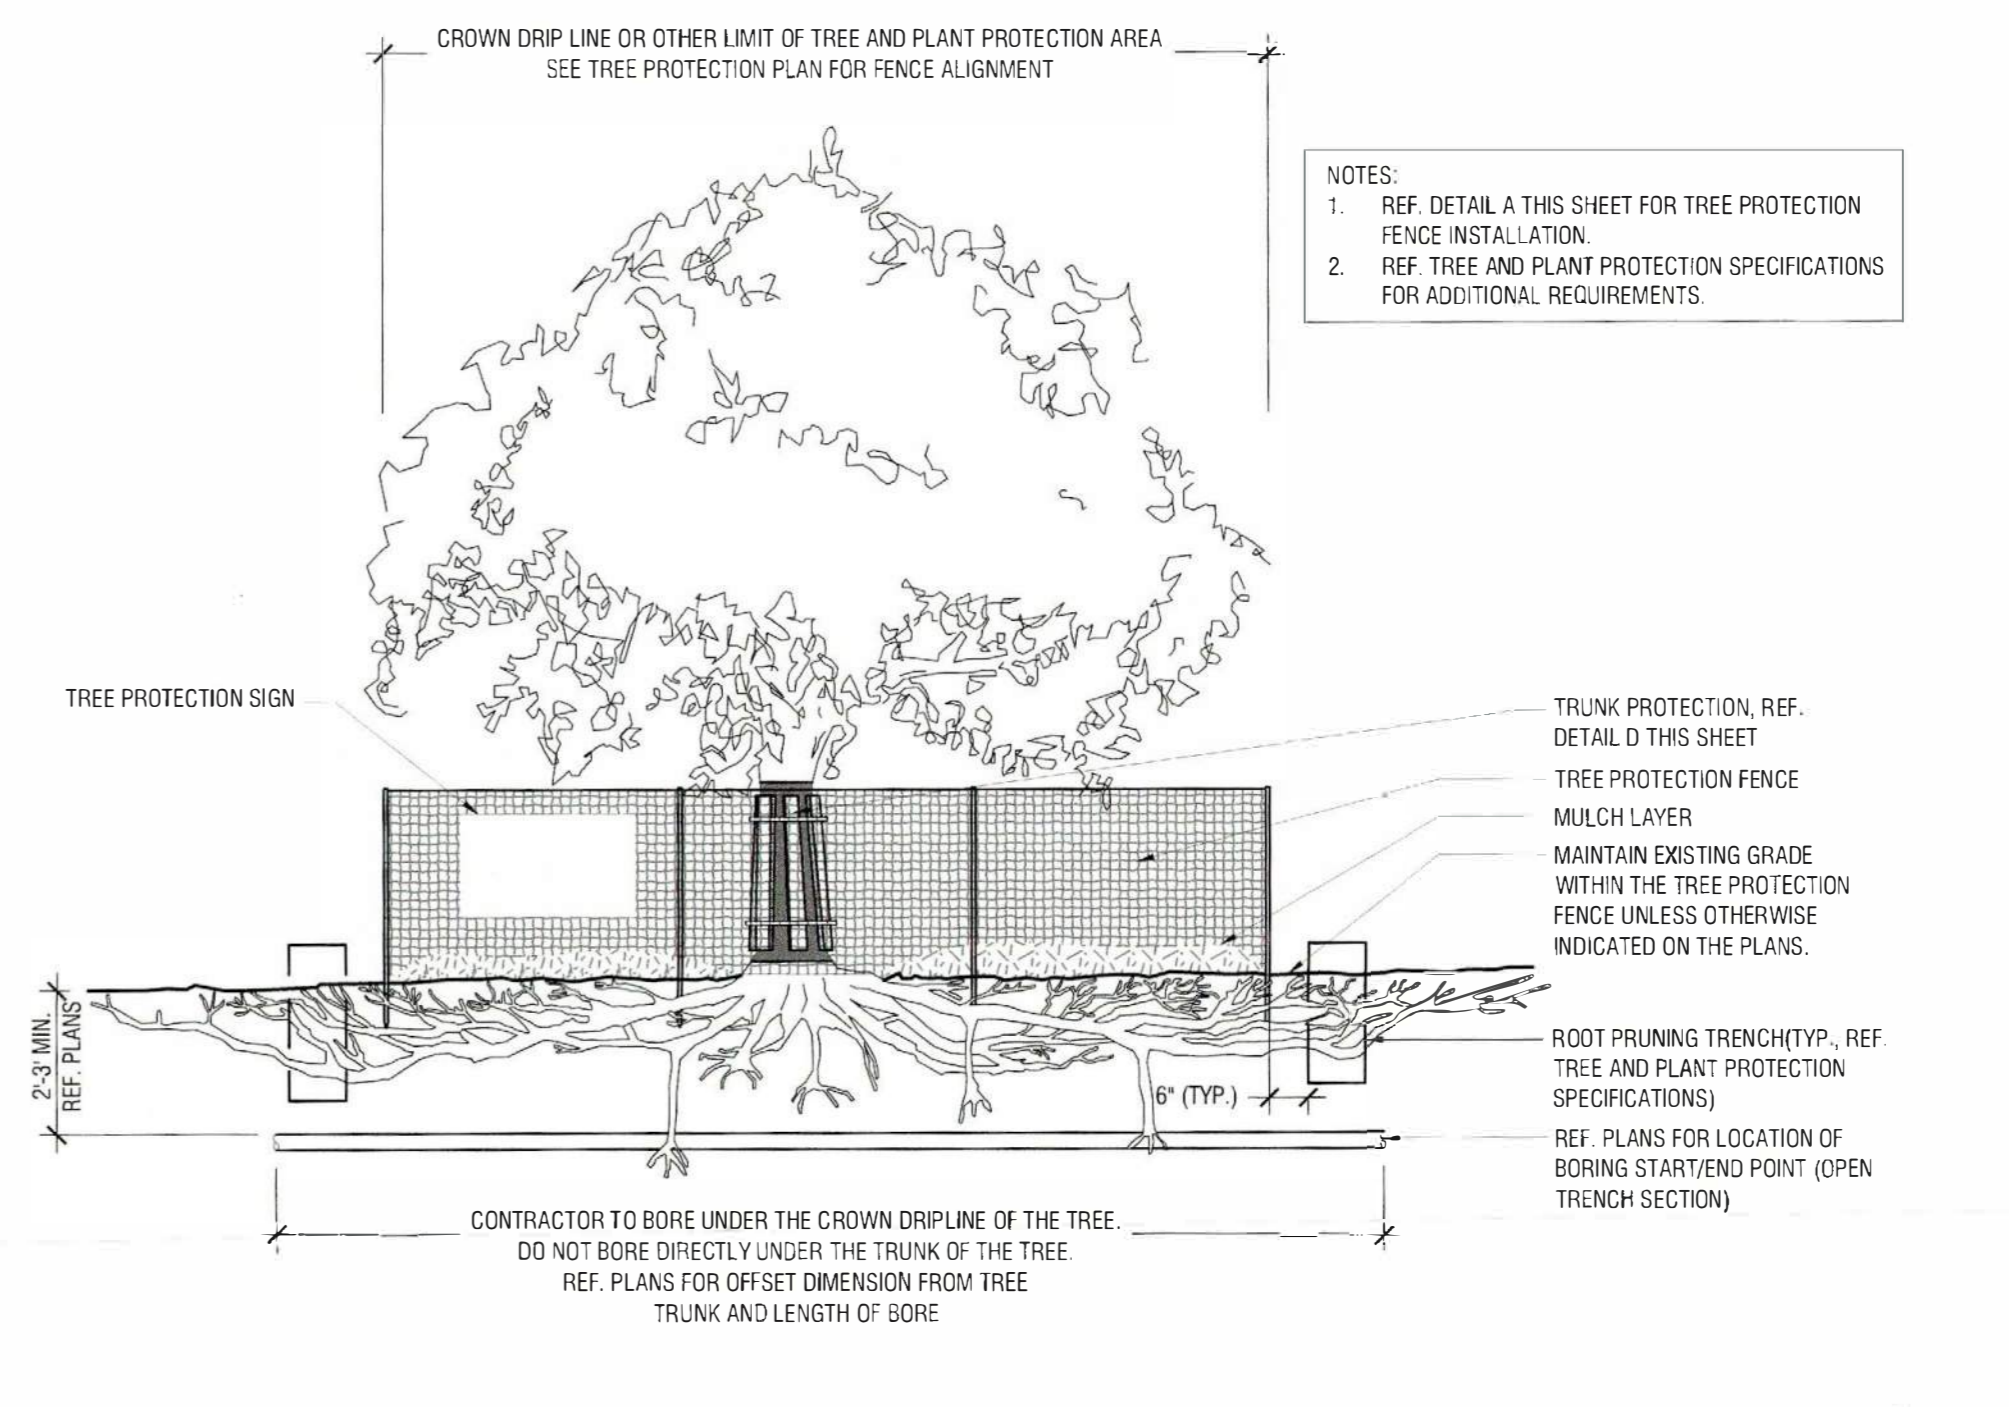 CROWN DRIP LINE OR OTHER LIMIT OF TREE AND PLANT PROTECTION AREA
SEE TREE PROTECTION PLAN FOR FENCE ALIGNMENT
NOTES:
1. REF. DETAIL A THIS SHEET FOR TREE PROTECTION
FENCE INSTALLATION.
2. REF. TREE AND PLANT PROTECTION SPECIFICATIONS
FOR ADDITIONAL REQUIREMENTS.
TREE PROTECTION SIGN
TRUNK PROTECTION, REF.
DETAIL D THIS SHEET
TREE PROTECTION FENCE
MULCH LAYER
MAINTAIN EXISTING GRADE
WITHIN THE TREE PROTECTION
FENCE UNLESS OTHERWISE
INDICATED ON THE PLANS.
2'-3' MIN.
REF. PLANS
ROOT PRUNING TRENCH(TYP., REF.
TREE AND PLANT PROTECTION
SPECIFICATIONS)
6" (TYP.)
REF. PLANS FOR LOCATION OF
BORING START/END POINT (OPEN
TRENCH SECTION)
CONTRACTOR TO BORE UNDER THE CROWN DRIPLINE OF THE TREE.
DO NOT BORE DIRECTLY UNDER THE TRUNK OF THE TREE.
REF. PLANS FOR OFFSET DIMENSION FROM TREE
TRUNK AND LENGTH OF BORE